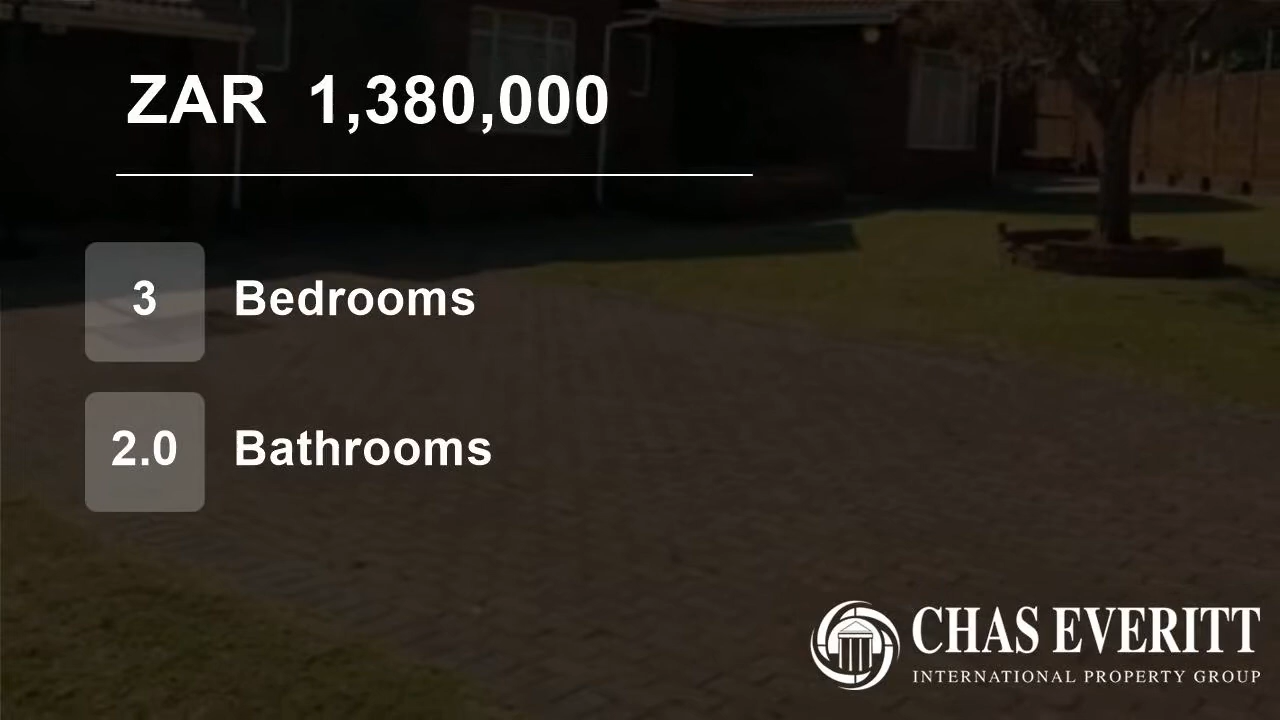 ZAR 1,380,000
3 Bedrooms
2.0 Bathrooms
CHAS EVERITT
INTERNATIONAL PROPERTY GROUP